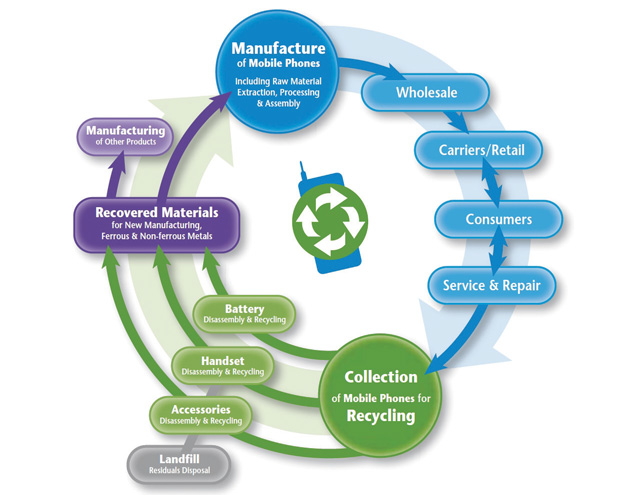 Manufacture
of Mobile Phones
Including Raw Material
Extraction, Processing
& Assembly
Wholesale
Carriers/Retail
Consumers
Service & Repair
Collection
of Mobile Phones for
Recycling
Battery
Disassembly & Recycling
Handset
Disassembly & Recycling
Accessories
Disassembly & Recycling
Landfill
Residuals Disposal
Recovered Materials
for New Manufacturing,
Ferrous & Non-ferrous Metals
Manufacturing
of Other Products